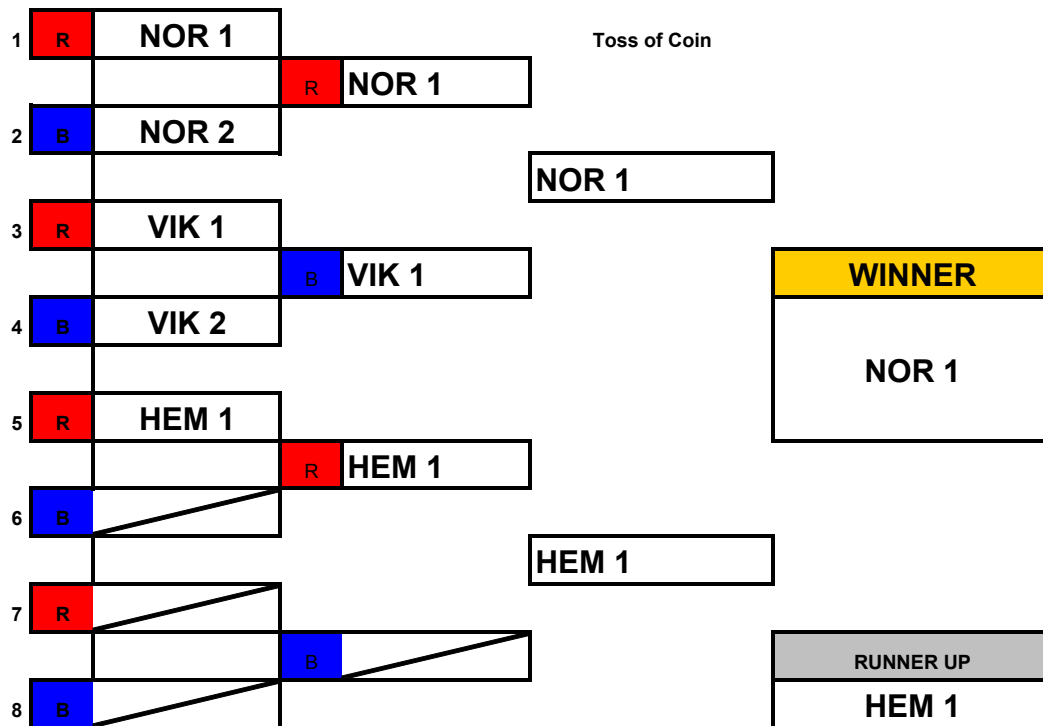 1 R NOR 1 Toss of Coin
R NOR 1
2 B NOR 2
NOR 1
3 R VIK 1
B VIK 1 WINNER
4 B VIK 2
NOR 1
5 R HEM 1
R HEM 1
6 B
HEM 1
7 R
B RUNNER UP
8 B HEM 1